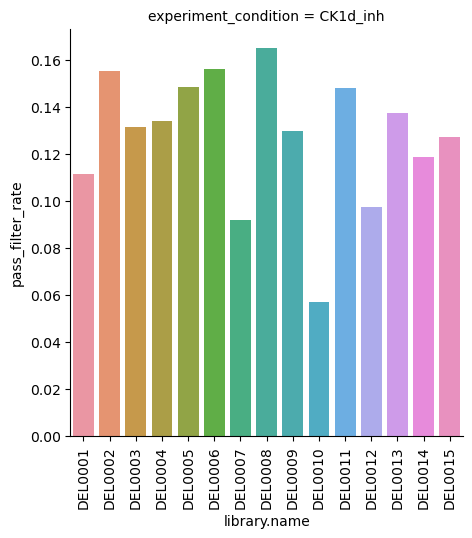 experiment_condition = CK1d_inh
pass_filter_rate
0.16
0.14
0.12
0.10
0.08
0.06
0.04
0.02
0.00
DEL0001
DEL0002
DEL0003
DEL0004
DEL0005
DEL0006
DEL0007
DEL0008
DEL0009
DEL0010
DEL0011
DEL0012
DEL0013
DEL0014
DEL0015
library.name